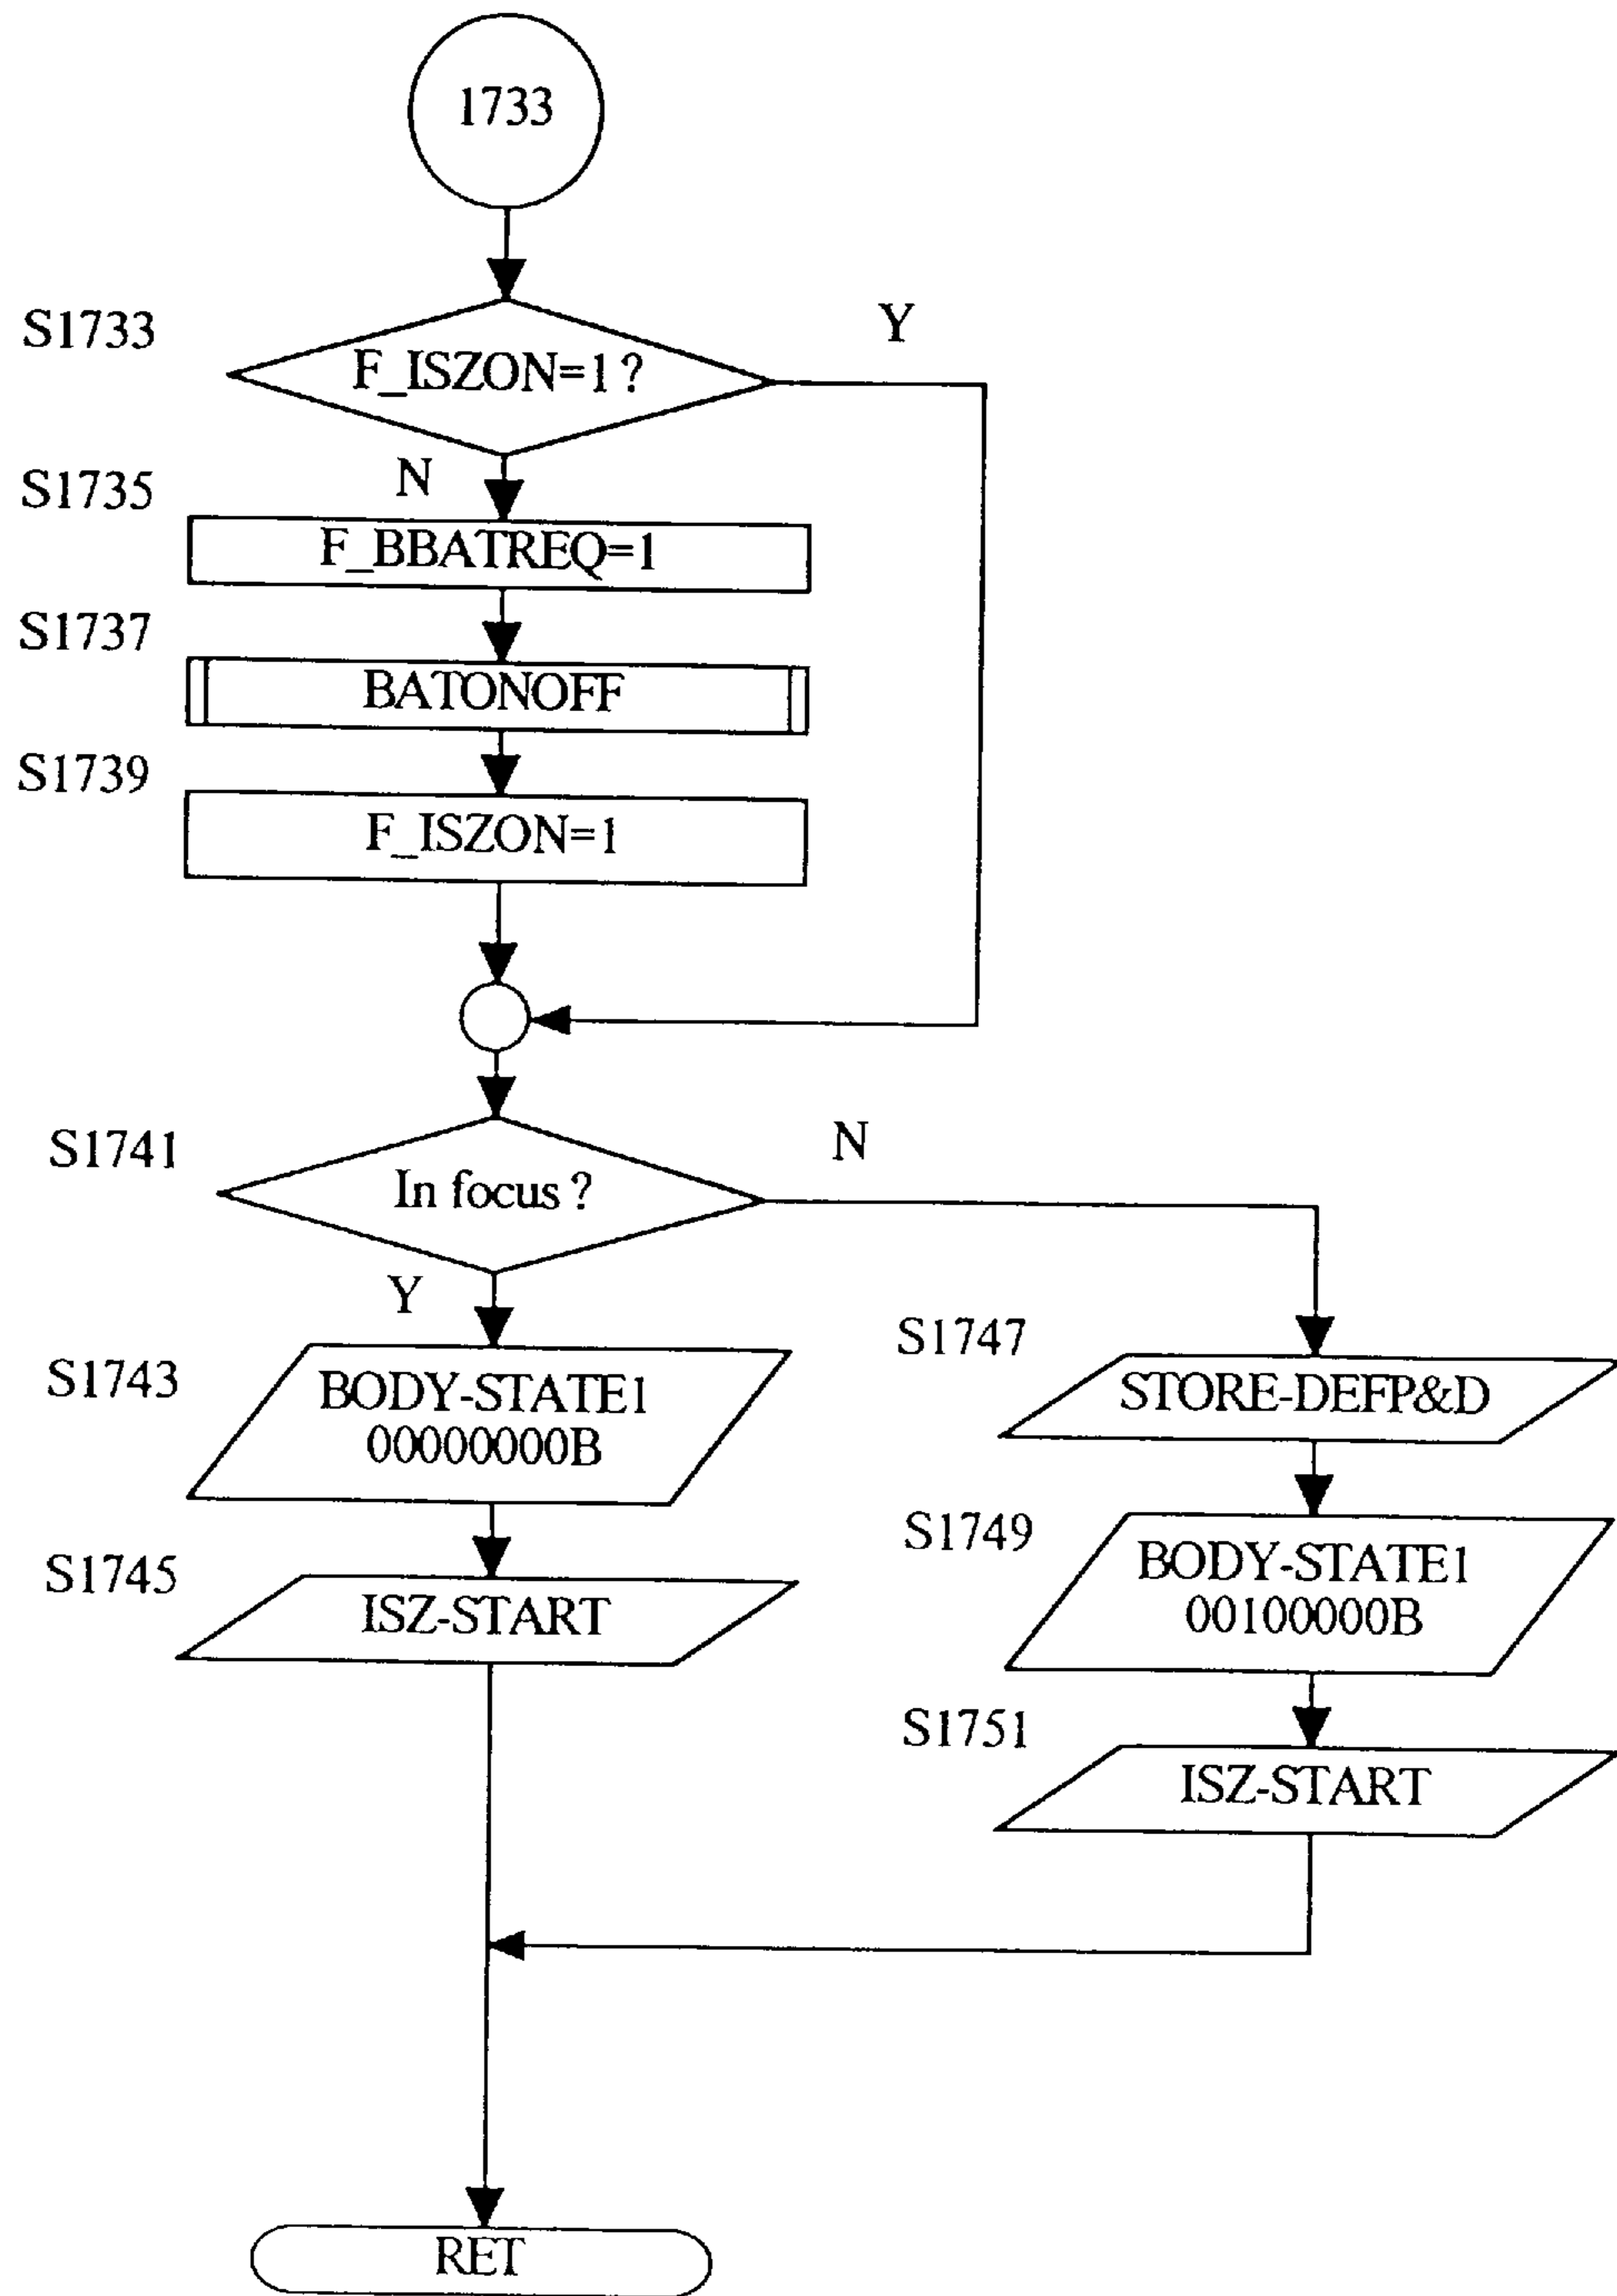 1733
S1733
F_ISZON=1 ?
Y
N
S1735
F_BBATREQ=1
S1737
BATONOFF
S1739
F_ISZON=1
S1741
In focus ?
N
Y
S1743
BODY-STATE1
00000000B
S1745
ISZ-START
S1747
STORE-DEFP&D
S1749
BODY-STATE1
00100000B
S1751
ISZ-START
RET